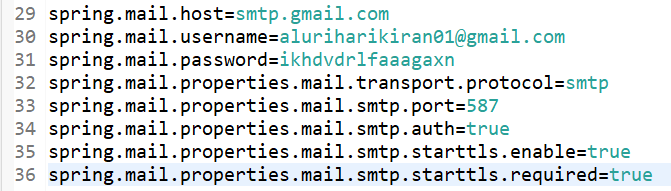 29 spring.mail.host=smtp.gmail.com
30 spring.mail.username=aluriharikiran01@gmail.com
31 spring.mail.password=ikhdvdrlfaaagaxn
32 spring.mail.properties.mail.transport.protocol=smtp
33 spring.mail.properties.mail.smtp.port=587
34 spring.mail.properties.mail.smtp.auth=true
35 spring.mail.properties.mail.smtp.starttls.enable=true
36 spring.mail.properties.mail.smtp.starttls.required=true